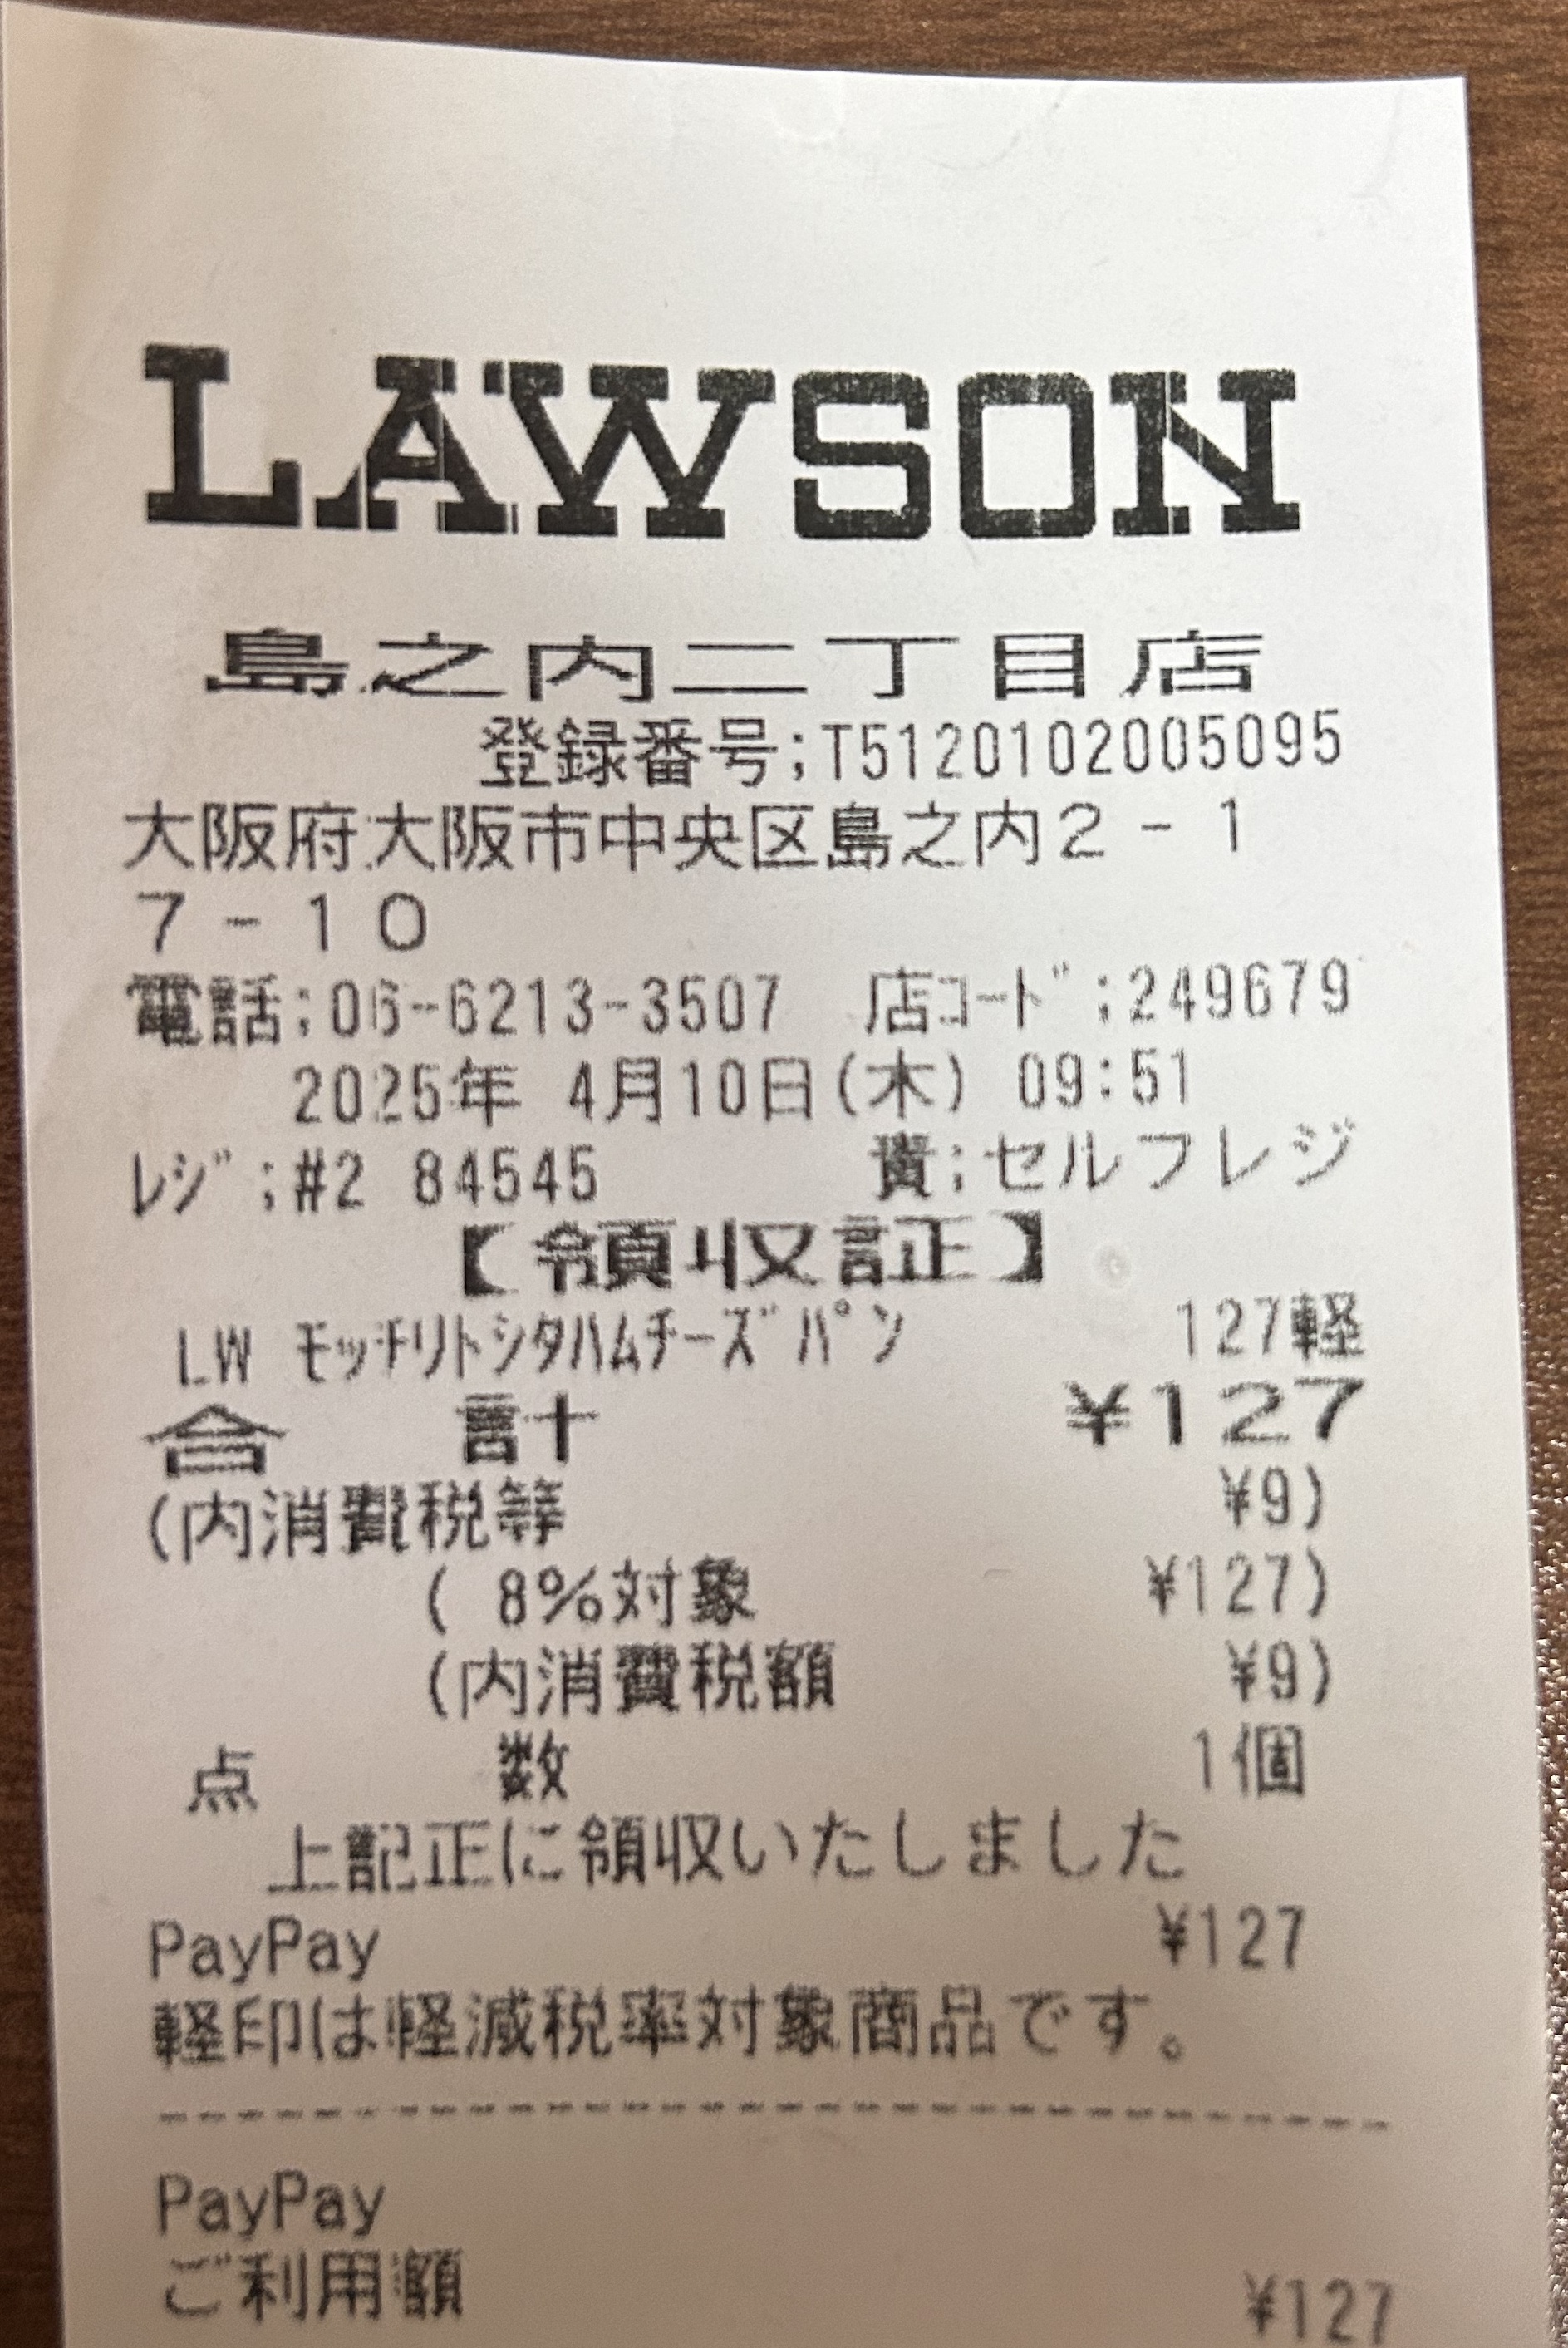 LAWSON
島之内二丁目店
登録番号;T5120102005095
大阪府大阪市中央区島之内2-1
7-10
電話;06-6213-3507 店ｺｰﾄﾞ;249679
2025年 4月10日(木) 09:51
ﾚｼﾞ;#2 84545 責;セルフレジ
【領収証】
LW ﾓｯﾁﾘﾄｼﾀﾊﾑﾁｰｽﾞﾊﾟﾝ 127軽
合 計 ¥127
(内消費税等 ¥9)
( 8%対象 ¥127)
(内消費税額 ¥9)
点 数 1個
上記正に領収いたしました
PayPay ¥127
軽印は軽減税率対象商品です。
PayPay
ご利用額 ¥127